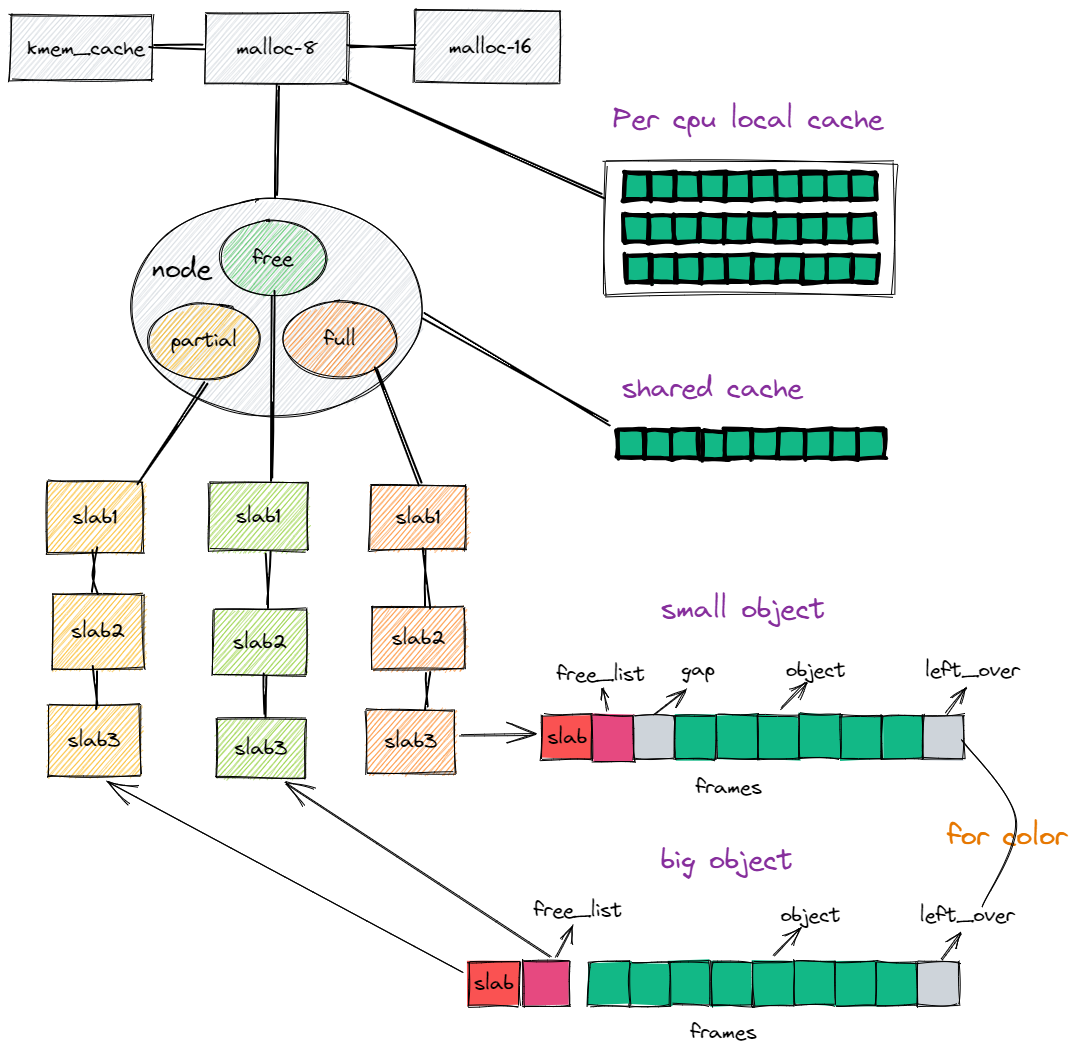 kmem_cache
malloc-8
malloc-16
Per cpu local cache
node
free
partial
full
shared cache
slab1
slab1
slab1
slab2
slab2
slab2
slab3
slab3
slab3
small object
free_list
gap
object
left_over
slab
frames
for color
big object
free_list
object
left_over
slab
frames